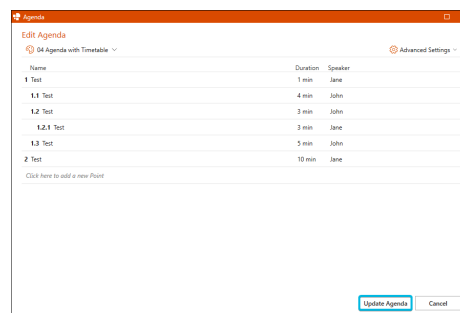 Agenda
Edit Agenda
04 Agenda with Timetable
Advanced Settings
Name Duration Speaker
1 Test 1 min Jane
1.1 Test 4 min John
1.2 Test 3 min John
1.2.1 Test 3 min Jane
1.3 Test 5 min John
2 Test 10 min Jane
Click here to add a new Point
Update Agenda Cancel